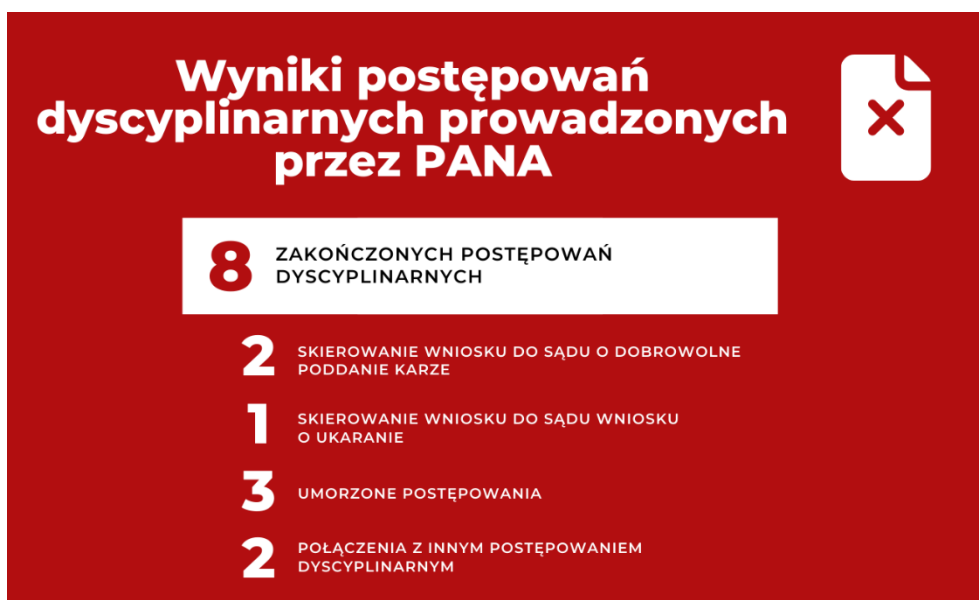 Wyniki postępowań
dyscyplinarnych prowadzonych
przez PANA
8 ZAKOŃCZONYCH POSTĘPOWAŃ
DYSCYPLINARNYCH
2 SKIEROWANIE WNIOSKU DO SĄDU O DOBROWOLNE
PODDANIE KARZE
1 SKIEROWANIE WNIOSKU DO SĄDU WNIOSKU
O UKARANIE
3 UMORZONE POSTĘPOWANIA
2 POŁĄCZENIA Z INNYM POSTĘPOWANIEM
DYSCYPLINARNYM